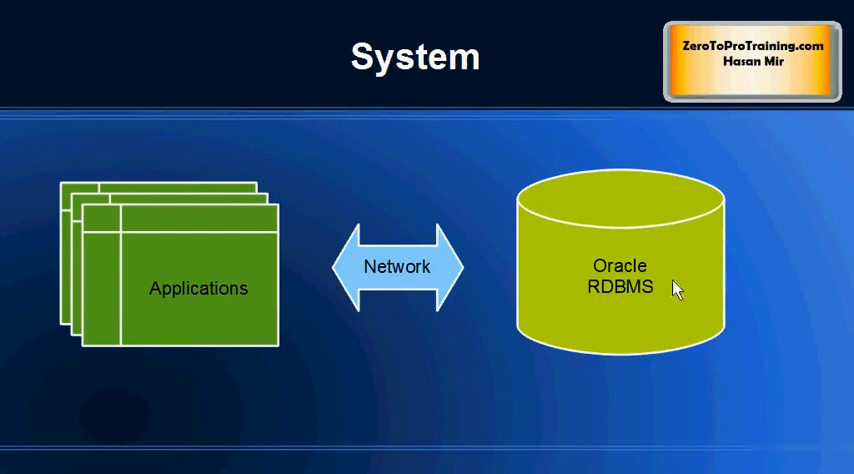 System
ZeroToProTraining.com
Hasan Mir
Applications
Network
Oracle
RDBMS